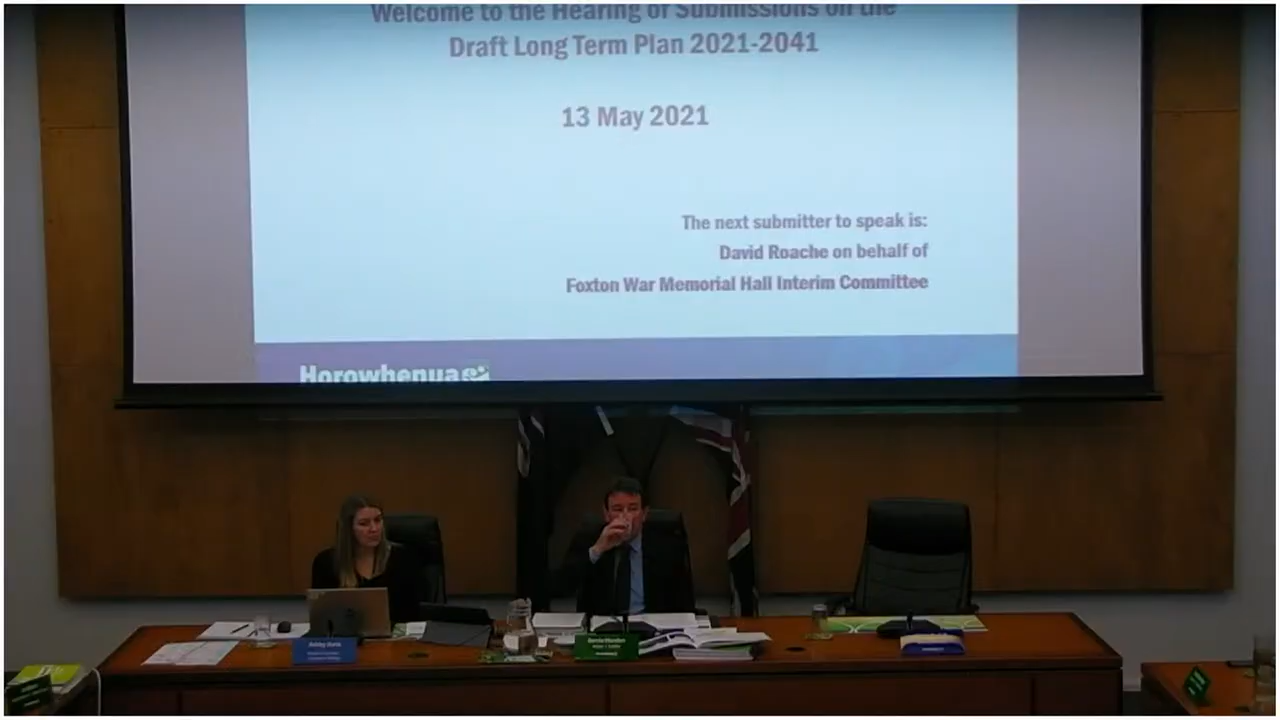 Welcome to the Hearing of Submissions on the
Draft Long Term Plan 2021-2041
13 May 2021
The next submitter to speak is:
David Roache on behalf of
Foxton War Memorial Hall Interim Committee
Horowhenua